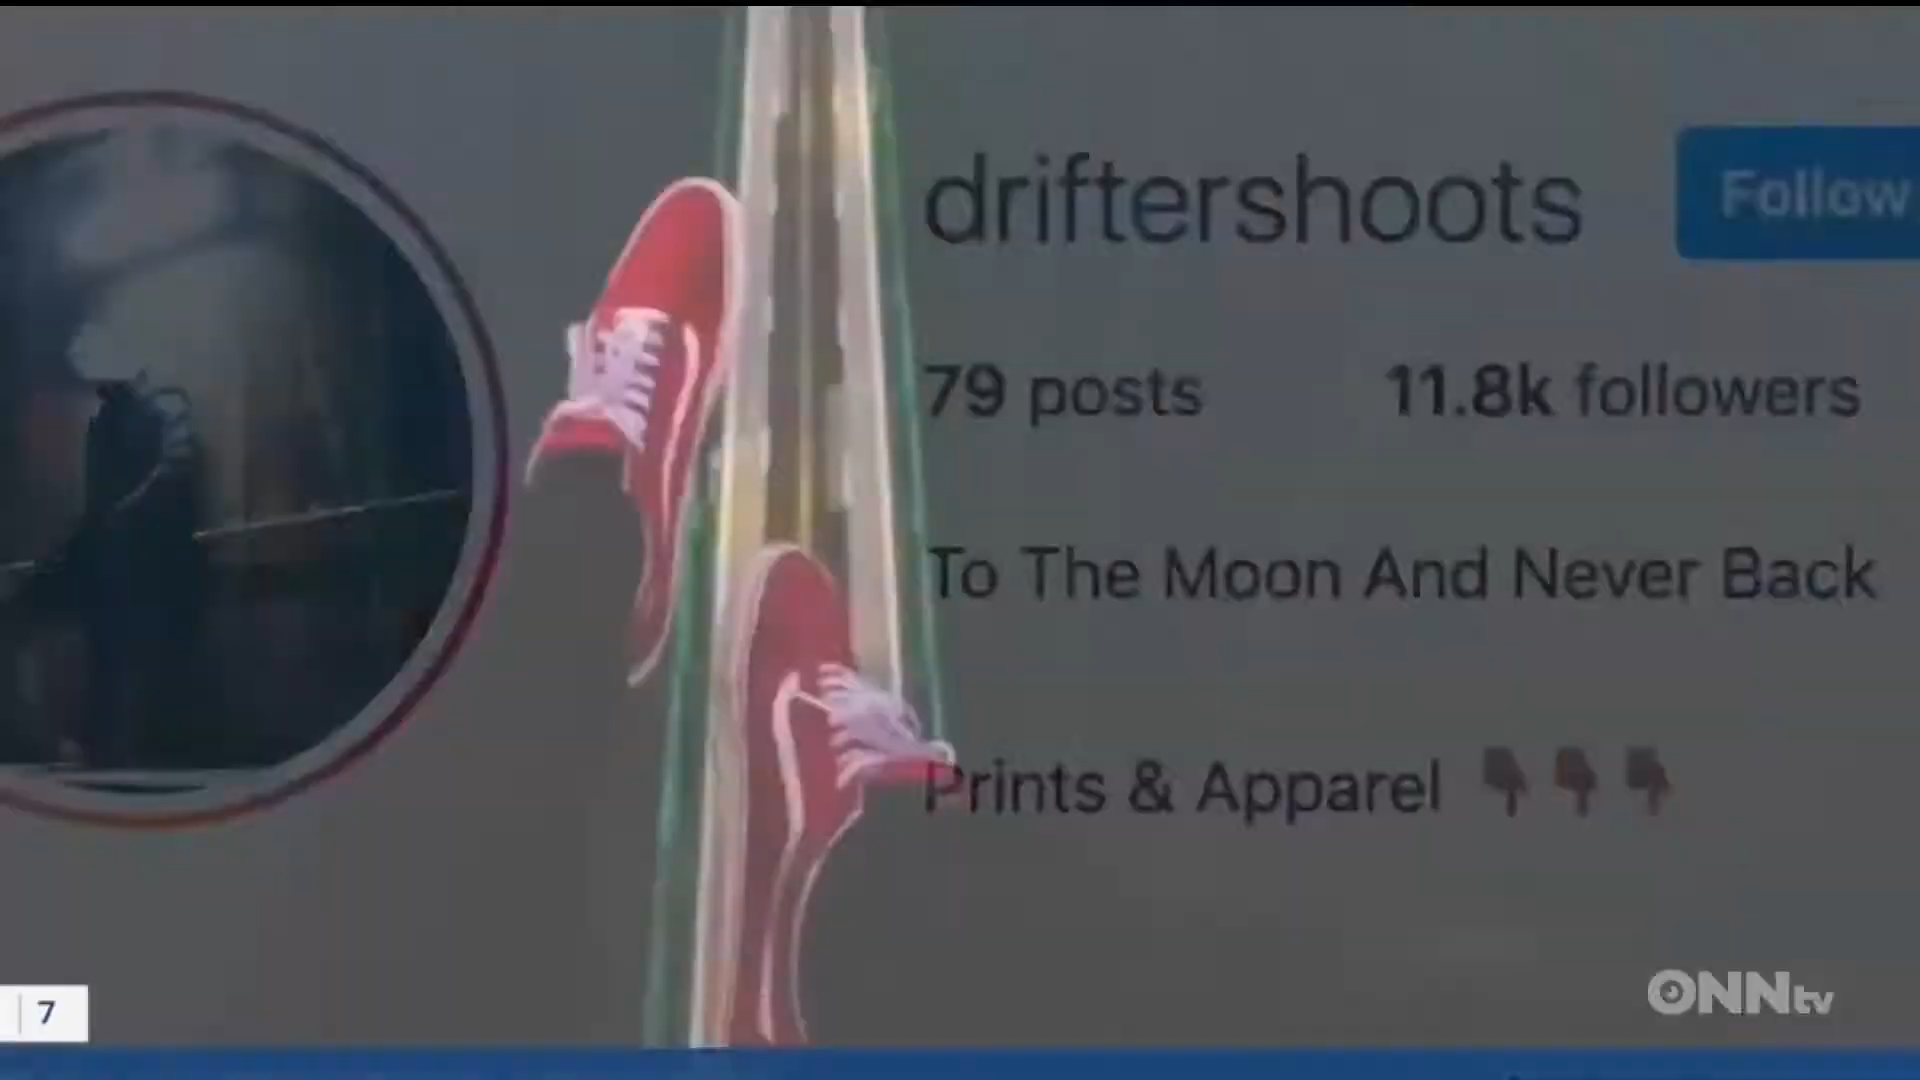 driftershoots
Follow
79 posts 11.8k followers
To The Moon And Never Back
Prints & Apparel 👇🏾👇🏾👇🏾
7
ONNtv